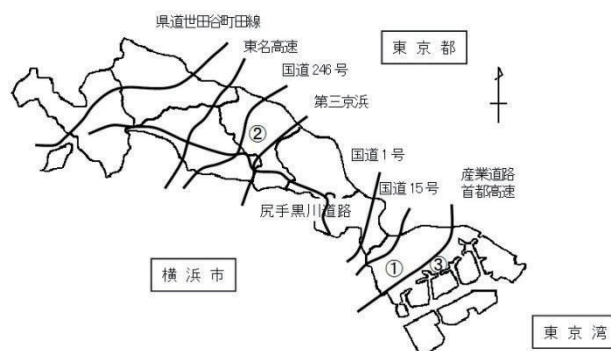 県道世田谷町田線
東名高速
東京都
国道246号
第三京浜
②
国道1号
産業道路
首都高速
国道15号
尻手黒川道路
①
③
横浜市
東京湾